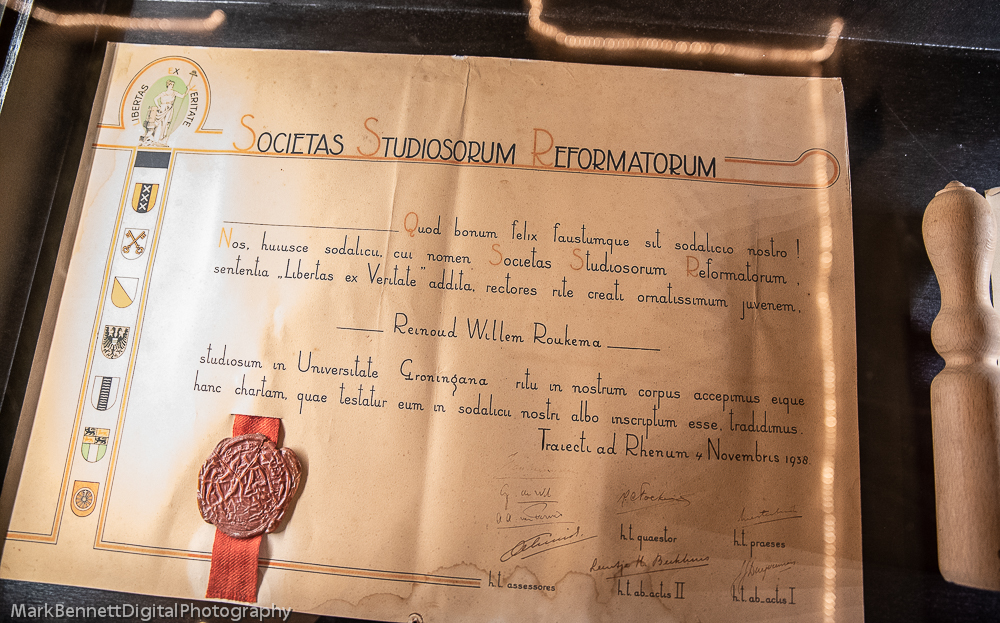 LIBERTAS EX VERITATE
SOCIETAS STUDIOSORUM REFORMATORUM
Quod bonum felix faustumque sit sodalicio nostro!
Nos, huiusce sodalicii, cui nomen Societas Studiosorum Reformatorum,
sententia „Libertas ex Veritate” addita, rectores rite creati ornatissimum juvenem,
Reinoud Willem Roukema
studiosum in Universitate Groningana ritu in nostrum corpus accepimus eique
hanc chartam, quae testatur eum in sodalicii nostri albo inscriptum esse, tradidimus.
Traiecti ad Rhenum 4 Novembris 1938.
h.t. quaestor
h.t. praeses
h.t. assessores
h.t. ab-actis II
h.t. ab-actis I
MarkBennettDigitalPhotography